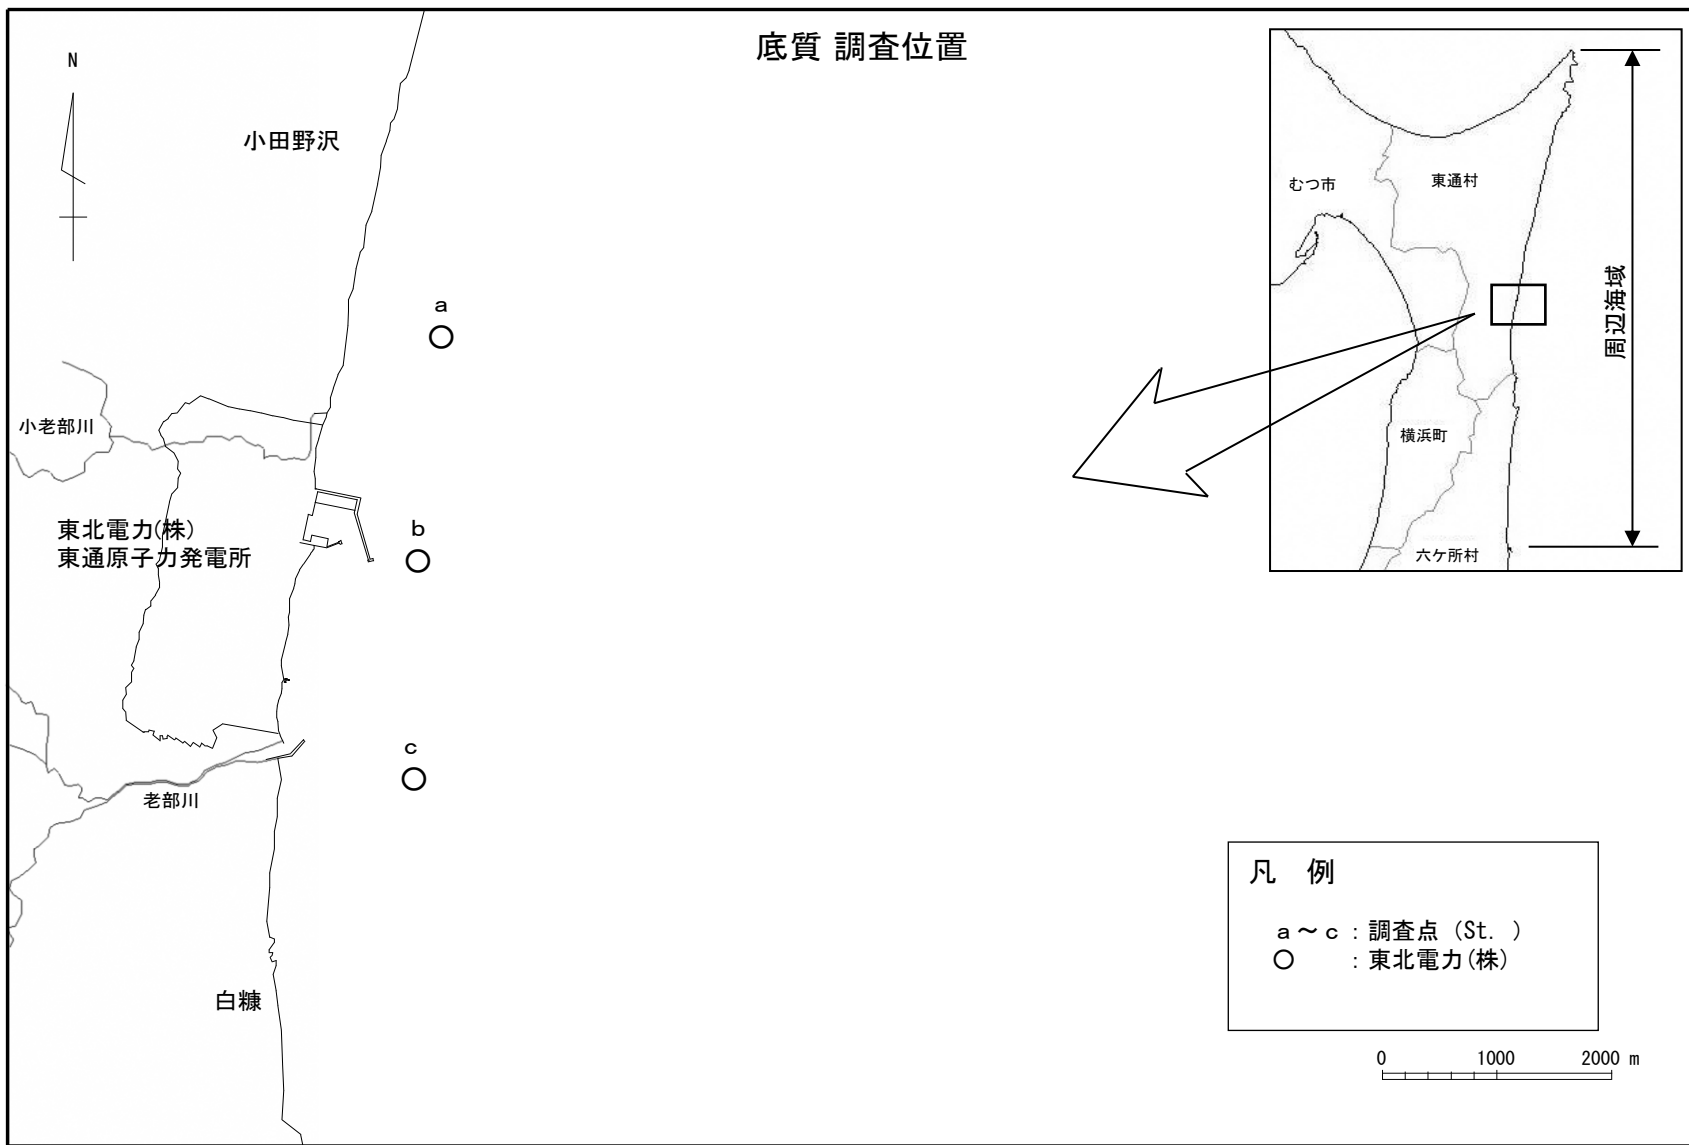 底質 調査位置
N
小田野沢
a
小老部川
東北電力(株)
東通原子力発電所
b
c
老部川
白糠
むつ市
東通村
周辺海域
横浜町
六ケ所村
凡 例
a~c : 調査点 (St. )
○ : 東北電力(株)
0 1000 2000 m